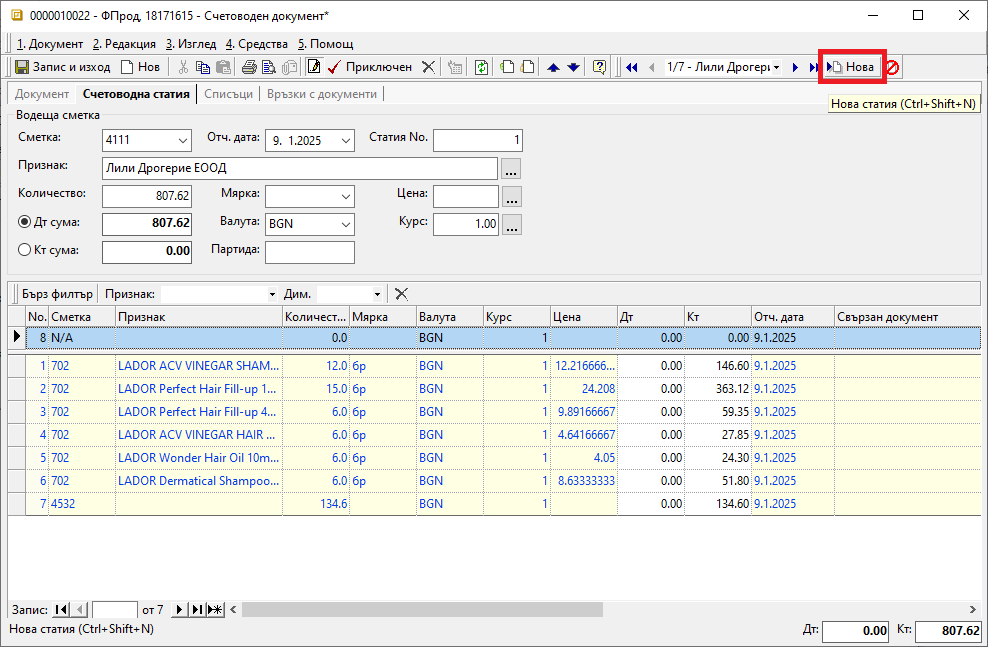 0000010022 - ФПрод, 18171615 - Счетоводен документ*
1. Документ 2. Редакция 3. Изглед 4. Средства 5. Помощ
Запис и изход Нов Приключен 1/7 - Лили Дрогери Нова
Документ Счетоводна статия Списъци Връзки с документи
Нова статия (Ctrl+Shift+N)
Водеща сметка
Сметка: 4111 Отч. дата: 9. 1.2025 Статия No. 1
Признак: Лили Дрогерие ЕООД ...
Количество: 807.62 Мярка: Цена: ...
Дт сума: 807.62 Валута: BGN Курс: 1.00 ...
Кт сума: 0.00 Партида:
Бърз филтър Признак: Дим.
No. Сметка Признак Количест... Мярка Валута Курс Цена Дт Кт Отч. дата Свързан документ
8 N/A 0.0 BGN 1 0.00 0.00 9.1.2025
1 702 LADOR ACV VINEGAR SHAM... 12.0 бр BGN 1 12.216666... 0.00 146.60 9.1.2025
2 702 LADOR Perfect Hair Fill-up 1... 15.0 бр BGN 1 24.208 0.00 363.12 9.1.2025
3 702 LADOR Perfect Hair Fill-up 4... 6.0 бр BGN 1 9.89166667 0.00 59.35 9.1.2025
4 702 LADOR ACV VINEGAR HAIR ... 6.0 бр BGN 1 4.64166667 0.00 27.85 9.1.2025
5 702 LADOR Wonder Hair Oil 10m... 6.0 бр BGN 1 4.05 0.00 24.30 9.1.2025
6 702 LADOR Dermatical Shampoo... 6.0 бр BGN 1 8.63333333 0.00 51.80 9.1.2025
7 4532 134.6 BGN 1 0.00 134.60 9.1.2025
Запис: от 7
Нова статия (Ctrl+Shift+N) Дт: 0.00 Кт: 807.62